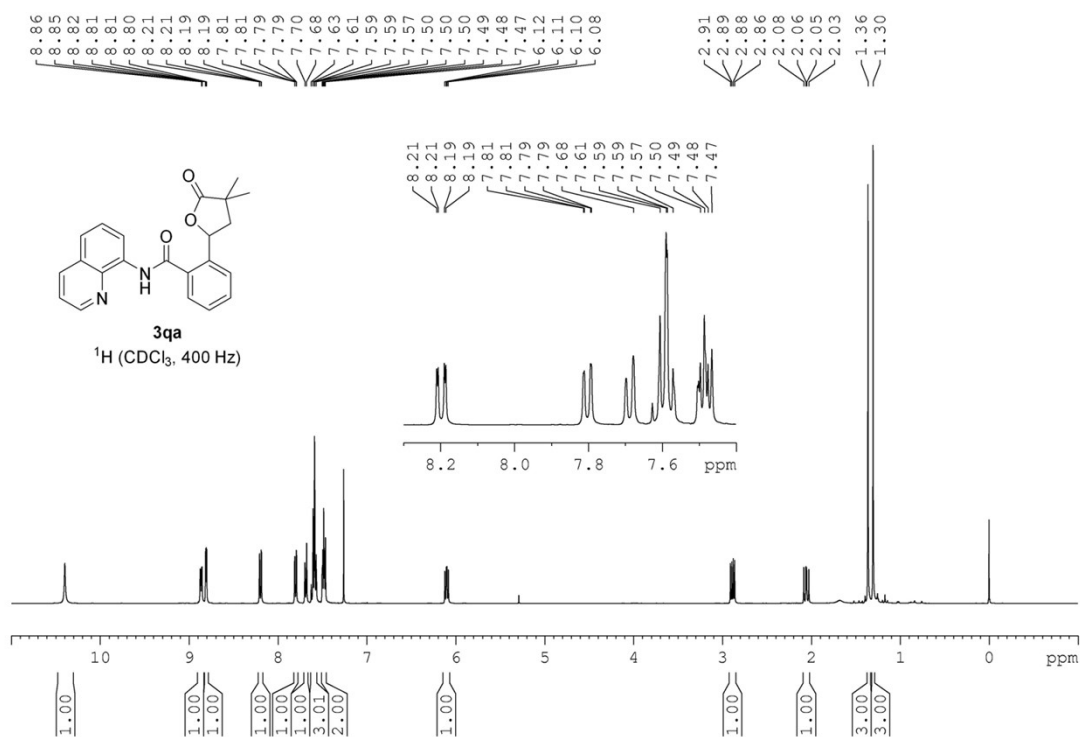 8.86 8.85 8.82 8.81 8.81 8.80 8.21 8.21 8.19 8.19 7.81 7.81 7.79 7.79 7.70 7.68 7.63 7.61 7.59 7.59 7.57 7.50 7.50 7.50 7.49 7.48 7.47 6.12 6.11 6.10 6.08 2.91 2.89 2.88 2.86 2.08 2.06 2.05 2.03 1.36 1.30
8.21 8.21 8.19 8.19 7.81 7.81 7.79 7.79 7.68 7.61 7.59 7.59 7.57 7.50 7.49 7.48 7.47
O
O
O
N
H
N
3qa
¹H (CDCl₃, 400 Hz)
8.2 8.0 7.8 7.6 ppm
10 9 8 7 6 5 4 3 2 1 0 ppm
1.00 1.00 1.00 1.00 1.00 1.00 3.01 2.00 1.00 1.00 1.00 3.00 3.00